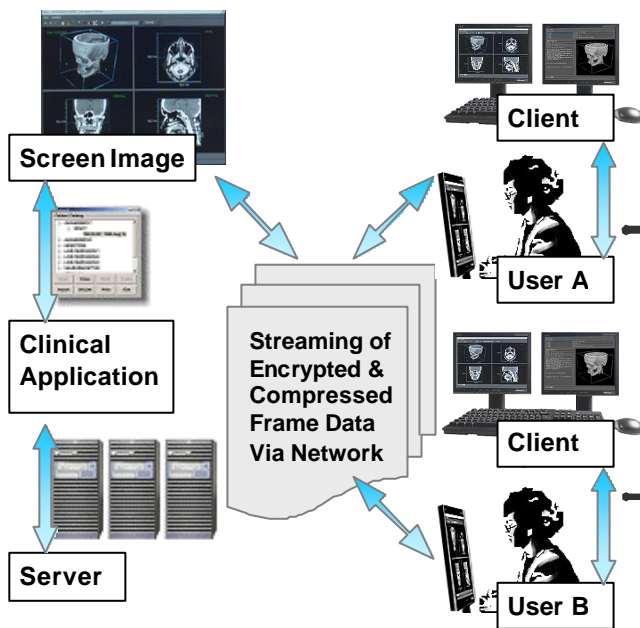 Screen Image
Clinical
Application
Server
Streaming of
Encrypted &
Compressed
Frame Data
Via Network
Client
User A
Client
User B